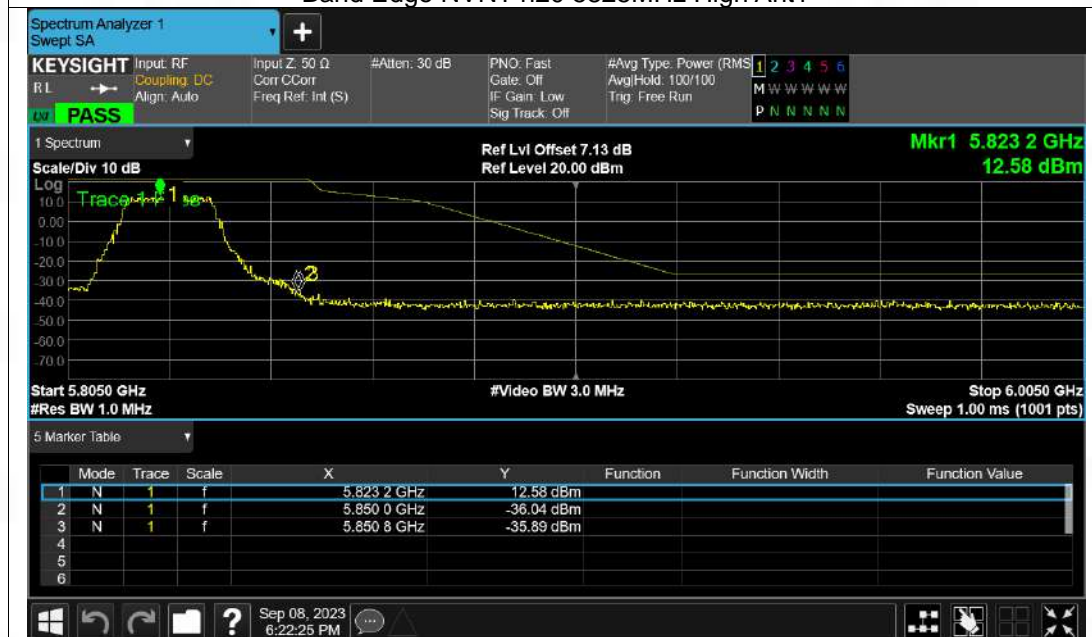 Spectrum Analyzer 1
Swept SA
KEYSIGHT
RL
PASS
Input: RF
Coupling: DC
Align: Auto
Input Z: 50 Ω
Corr CCorr
Freq Ref: Int (S)
#Atten: 30 dB
PNO: Fast
Gate: Off
IF Gain: Low
Sig Track: Off
#Avg Type: Power (RMS
Avg|Hold: 100/100
Trig: Free Run
1 2 3 4 5 6
M W W W W W
P N N N N N
1 Spectrum
Scale/Div 10 dB
Ref Lvl Offset 7.13 dB
Ref Level 20.00 dBm
Mkr1 5.823 2 GHz
12.58 dBm
Log
Trace 1
1
2
10.0
0.00
-10.0
-20.0
-30.0
-40.0
-50.0
-60.0
-70.0
Start 5.8050 GHz
#Res BW 1.0 MHz
#Video BW 3.0 MHz
Stop 6.0050 GHz
Sweep 1.00 ms (1001 pts)
5 Marker Table
Mode Trace Scale X Y Function Function Width Function Value
1 N 1 f 5.823 2 GHz 12.58 dBm
2 N 1 f 5.850 0 GHz -36.04 dBm
3 N 1 f 5.850 8 GHz -35.89 dBm
4
5
6
?
Sep 08, 2023
6:22:25 PM